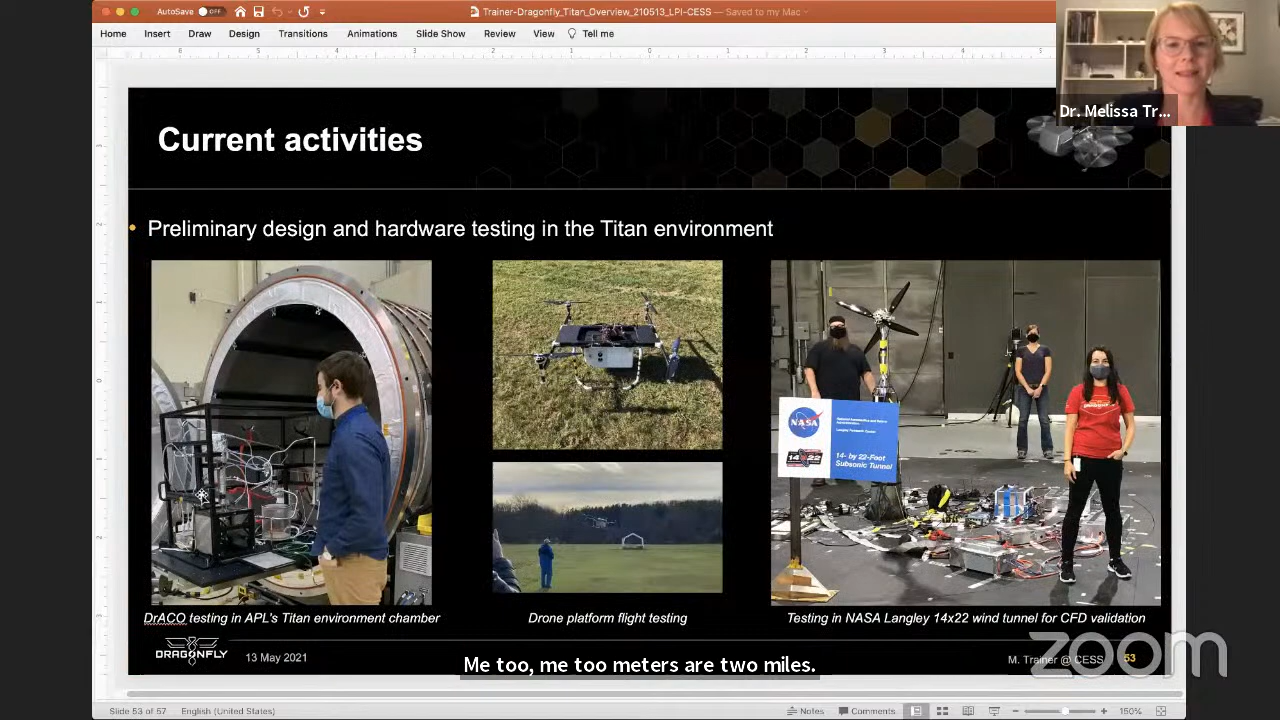 AutoSave OFF
Trainer-Dragonfly_Titan_Overview_210513_LPI-CESS — Saved to my Mac
Home Insert Draw Design Transitions Animations Slide Show Review View Tell me
Dr. Melissa Tr...
Current activities
Preliminary design and hardware testing in the Titan environment
NASA
14- by 22-Foot
Subsonic Tunnel
DrACO testing in APL's Titan environment chamber
Drone platform flight testing
Testing in NASA Langley 14x22 wind tunnel for CFD validation
DRAGONFLY
13 May 2021
M. Trainer @ CESS
53
zoom
Me too, me too meters are two miles.
Slide 53 of 57 English (United States) Notes Comments 150%